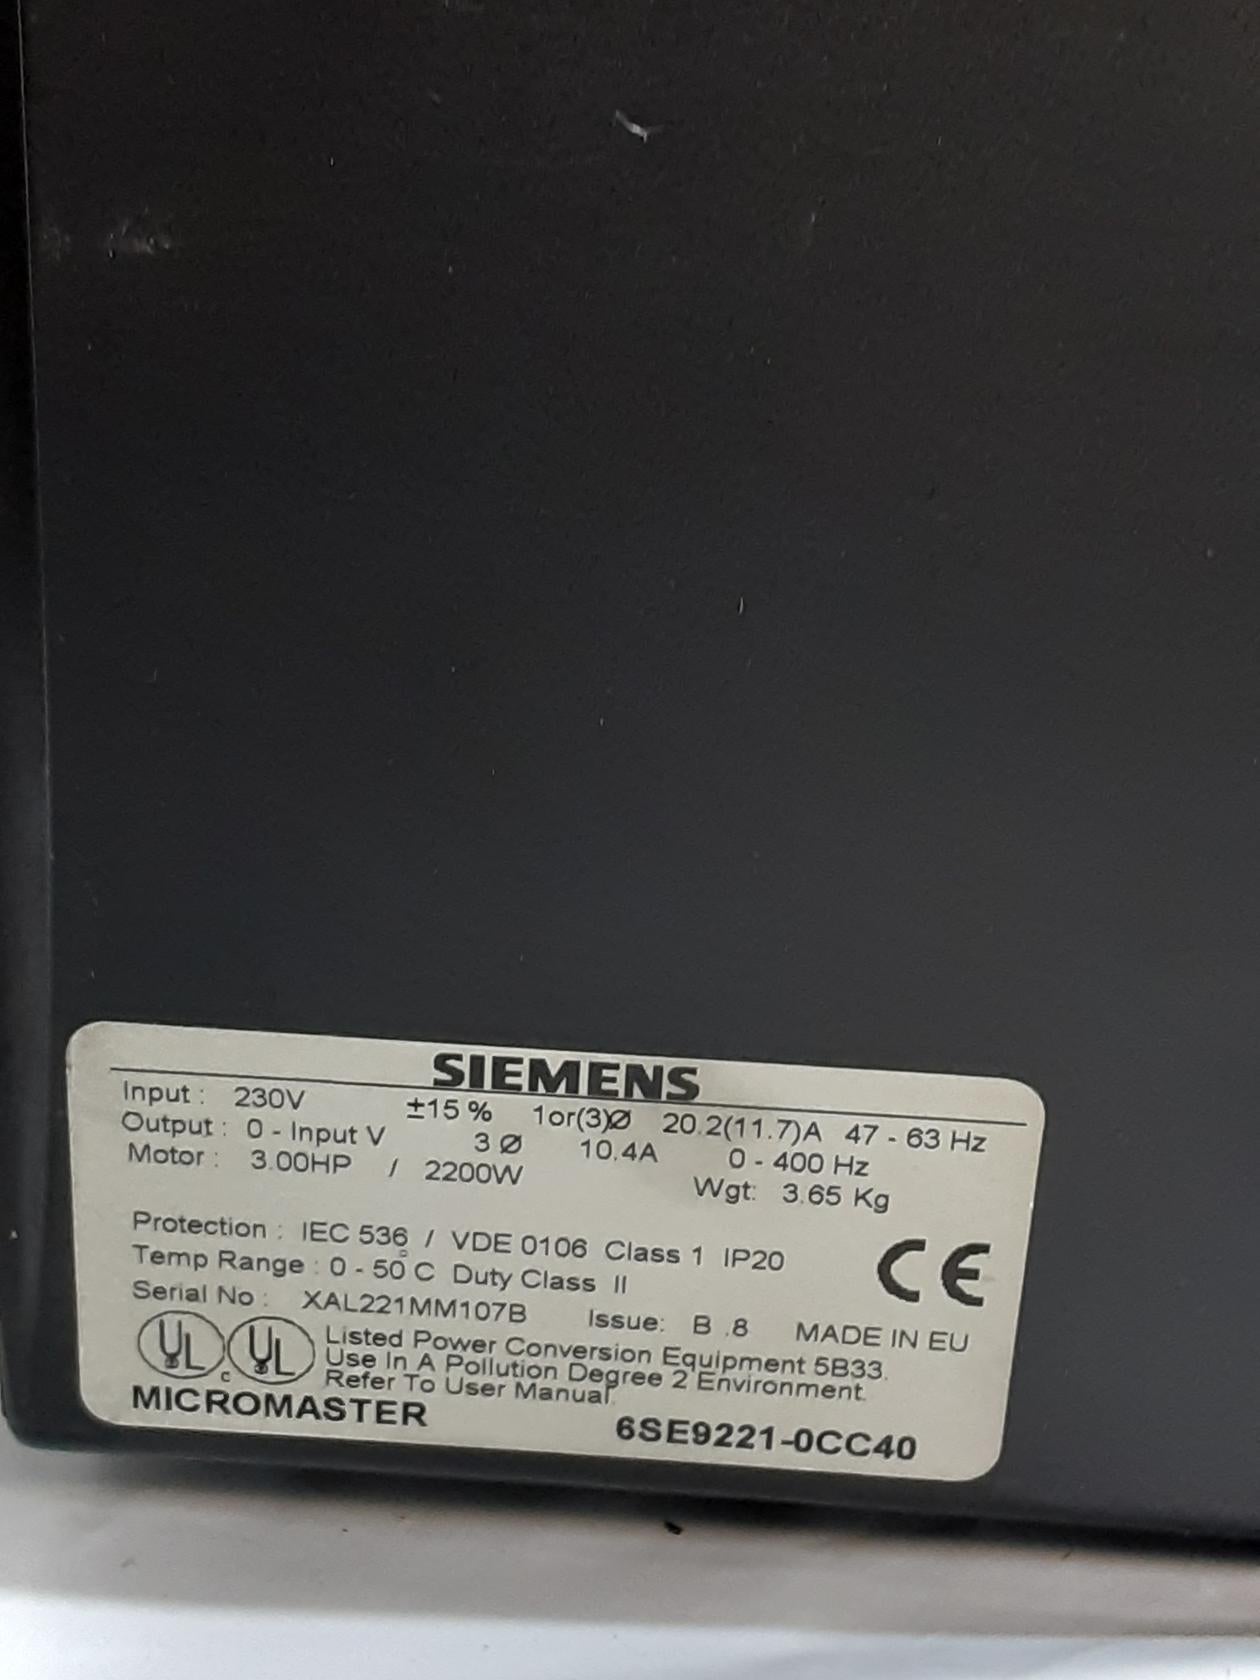 SIEMENS
Input : 230V ±15 % 1or(3)Ø 20.2(11.7)A 47 - 63 Hz
Output : 0 - Input V 3 Ø 10.4A 0 - 400 Hz
Motor : 3.00HP / 2200W Wgt: 3.65 Kg
Protection : IEC 536 / VDE 0106 Class 1 IP20
CE
Temp Range : 0 - 50°C Duty Class II
Serial No : XAL221MM107B Issue: B .8 MADE IN EU
UL c UL
Listed Power Conversion Equipment 5B33.
Use In A Pollution Degree 2 Environment.
Refer To User Manual.
MICROMASTER 6SE9221-0CC40